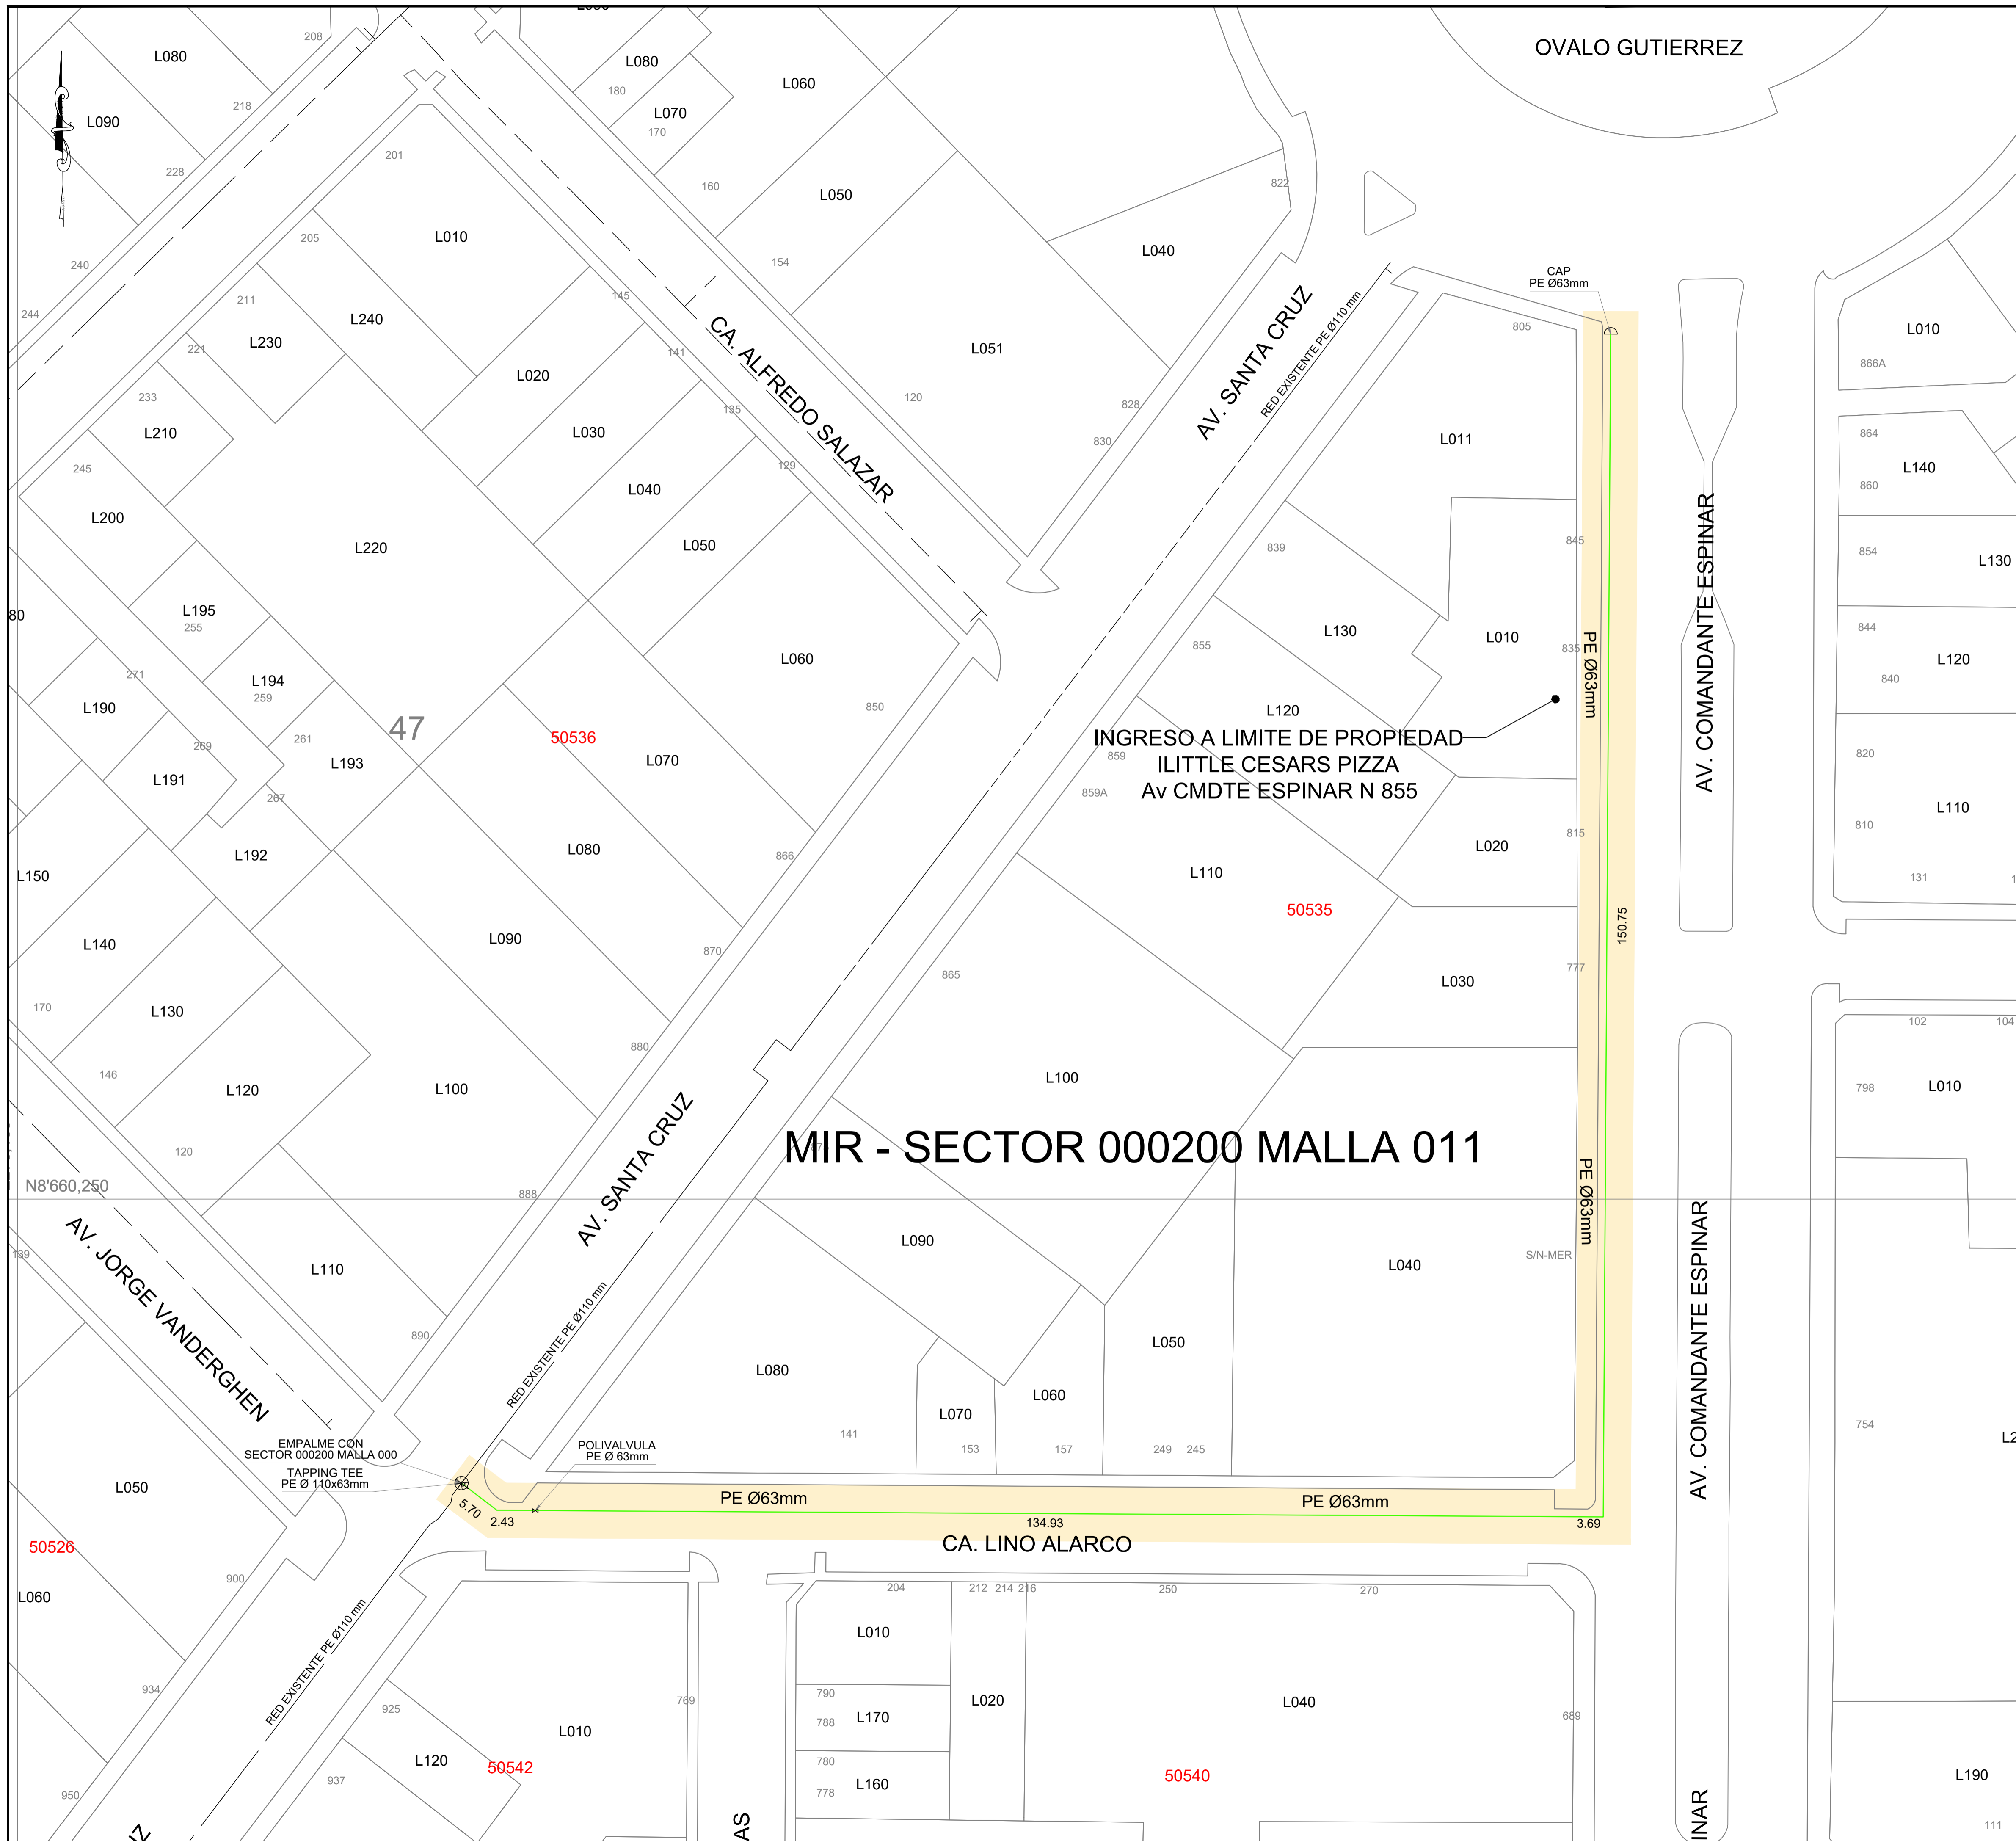 OVALO GUTIERREZ
L080
208
218
L090
228
240
244
L080
180
L070
170
160
L060
L050
154
822
L040
201
205
L010
211
L240
L230
221
145
L020
141
233
L210
L030
135
245
L200
L040
129
L220
L050
L051
120
828
830
CA. ALFREDO SALAZAR
AV. SANTA CRUZ
RED EXISTENTE PE Ø110 mm
CAP
PE Ø63mm
805
L011
L010
866A
864
L140
860
854
L130
844
L120
840
820
L110
810
131
AV. COMANDANTE ESPINAR
839
845
L130
L010
835
855
L120
PE Ø63mm
INGRESO A LIMITE DE PROPIEDAD
ILITTLE CESARS PIZZA
Av CMDTE ESPINAR N 855
859
859A
L020
815
L110
50535
150.75
865
L030
777
80
L195
255
L060
271
L194
259
L190
269
261
47
50536
850
L193
L070
L191
267
L192
L080
866
L150
L140
L090
870
170
L130
880
146
L120
L100
120
L100
102
104
798
L010
MIR - SECTOR 000200 MALLA 011
N8'660,250
888
AV. SANTA CRUZ
AV. JORGE VANDERGHEN
139
L110
890
L090
S/N-MER
L040
PE Ø63mm
AV. COMANDANTE ESPINAR
RED EXISTENTE PE Ø110 mm
L080
L050
L060
L070
141
153
157
249
245
754
EMPALME CON
SECTOR 000200 MALLA 000
TAPPING TEE
PE Ø 110x63mm
POLIVALVULA
PE Ø 63mm
L050
5.70
2.43
PE Ø63mm
PE Ø63mm
134.93
3.69
CA. LINO ALARCO
50526
900
L060
204
212
214
216
250
270
RED EXISTENTE PE Ø110 mm
L010
934
925
769
790
L020
L040
788
L170
689
L010
L120
50542
780
L160
778
50540
937
950
L190
111
AS
INAR